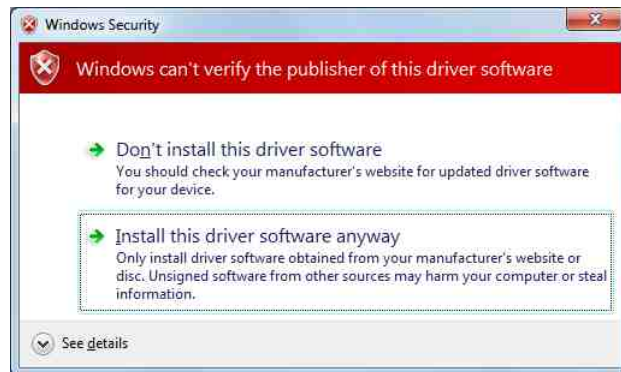 Windows Security
Windows can't verify the publisher of this driver software
Don't install this driver software
You should check your manufacturer's website for updated driver software
for your device.
Install this driver software anyway
Only install driver software obtained from your manufacturer's website or
disc. Unsigned software from other sources may harm your computer or steal
information.
See details